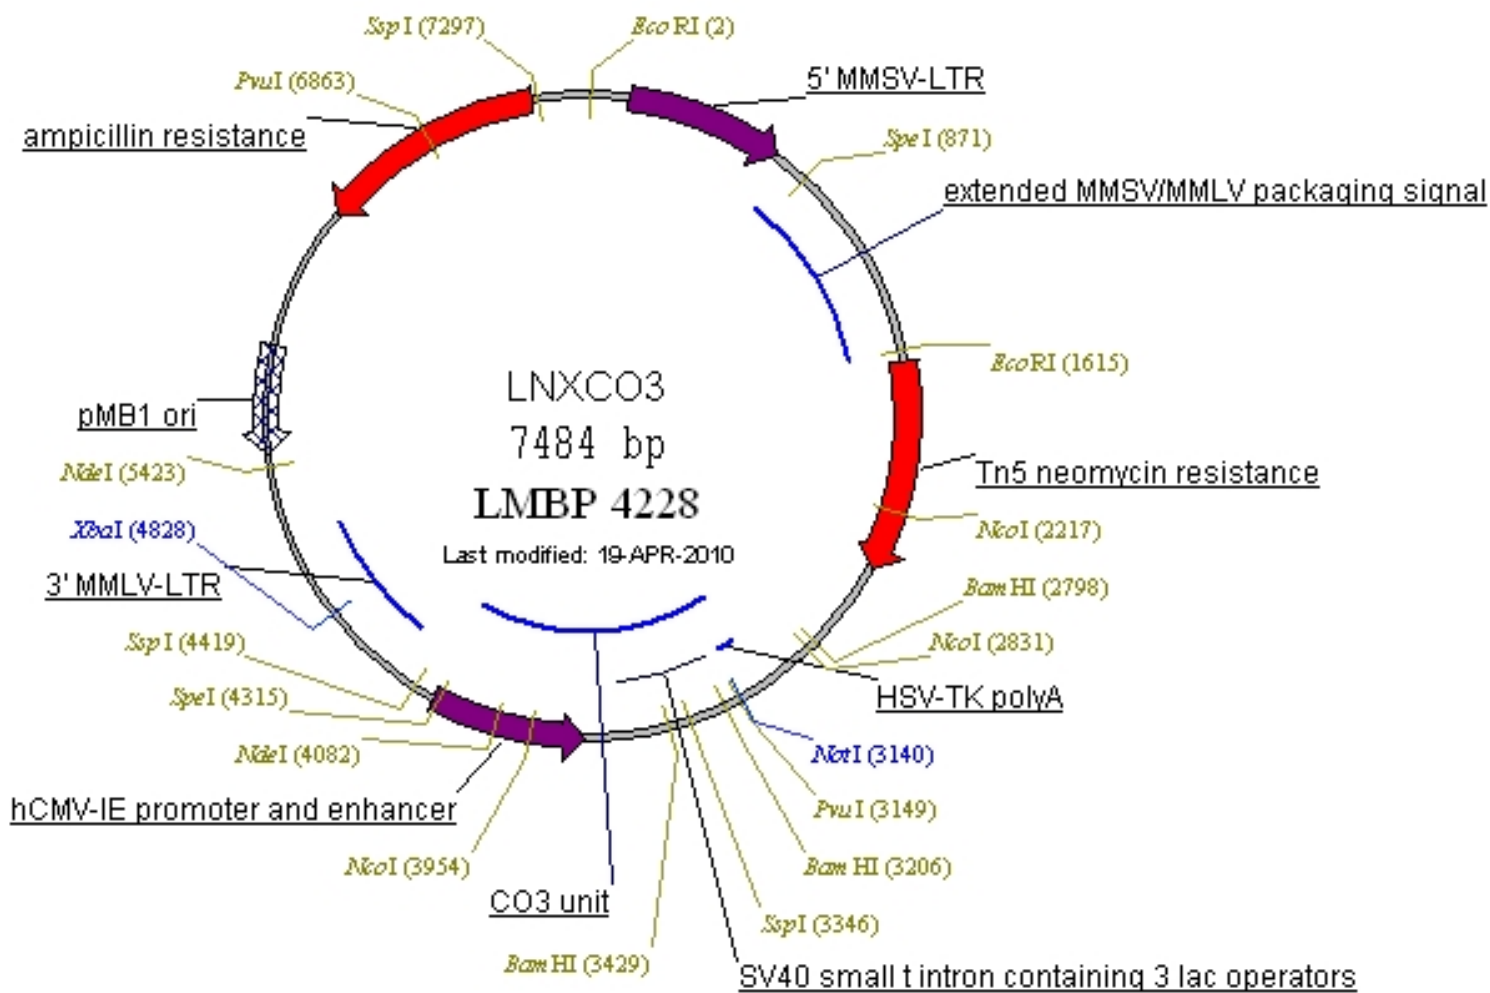 SspI (7297)
EcoRI (2)
PvuI (6863)
5' MMSV-LTR
ampicillin resistance
SpeI (871)
extended MMSV/MMLV packaging signal
EcoRI (1615)
LNXCO3
7484 bp
LMBP 4228
Last modified: 19-APR-2010
pMB1 ori
NdeI (5423)
Tn5 neomycin resistance
XbaI (4828)
NcoI (2217)
3' MMLV-LTR
BamHI (2798)
SspI (4419)
NcoI (2831)
SpeI (4315)
HSV-TK polyA
NdeI (4082)
NotI (3140)
hCMV-IE promoter and enhancer
PvuI (3149)
NcoI (3954)
BamHI (3206)
CO3 unit
SspI (3346)
BamHI (3429)
SV40 small t intron containing 3 lac operators